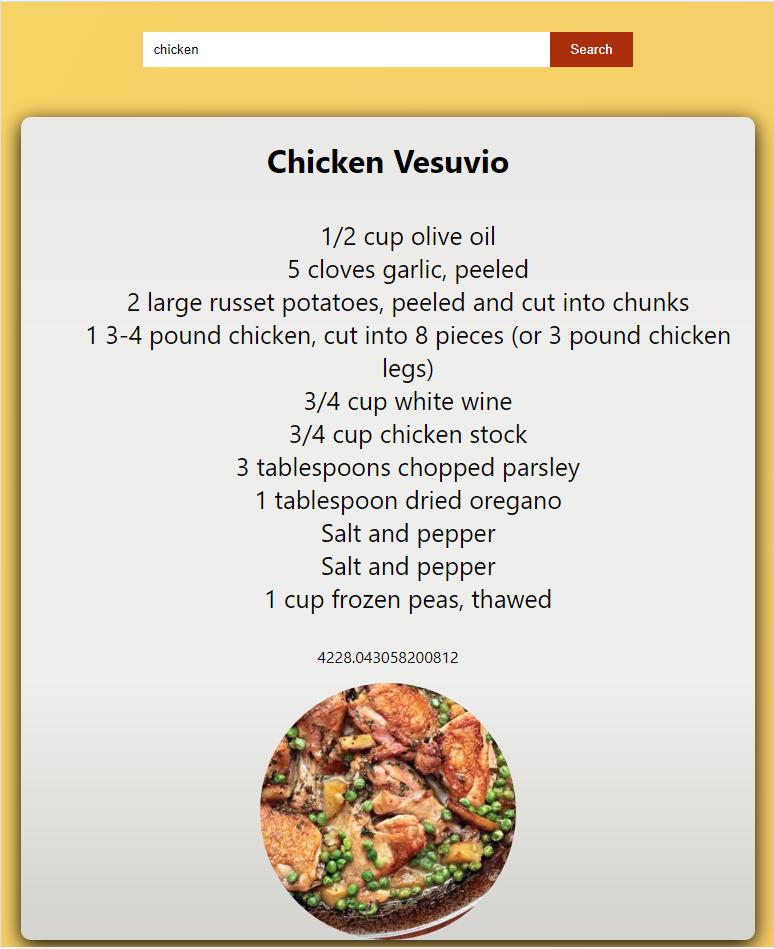 chicken
Search
Chicken Vesuvio
1/2 cup olive oil
5 cloves garlic, peeled
2 large russet potatoes, peeled and cut into chunks
1 3-4 pound chicken, cut into 8 pieces (or 3 pound chicken
legs)
3/4 cup white wine
3/4 cup chicken stock
3 tablespoons chopped parsley
1 tablespoon dried oregano
Salt and pepper
Salt and pepper
1 cup frozen peas, thawed
4228.043058200812